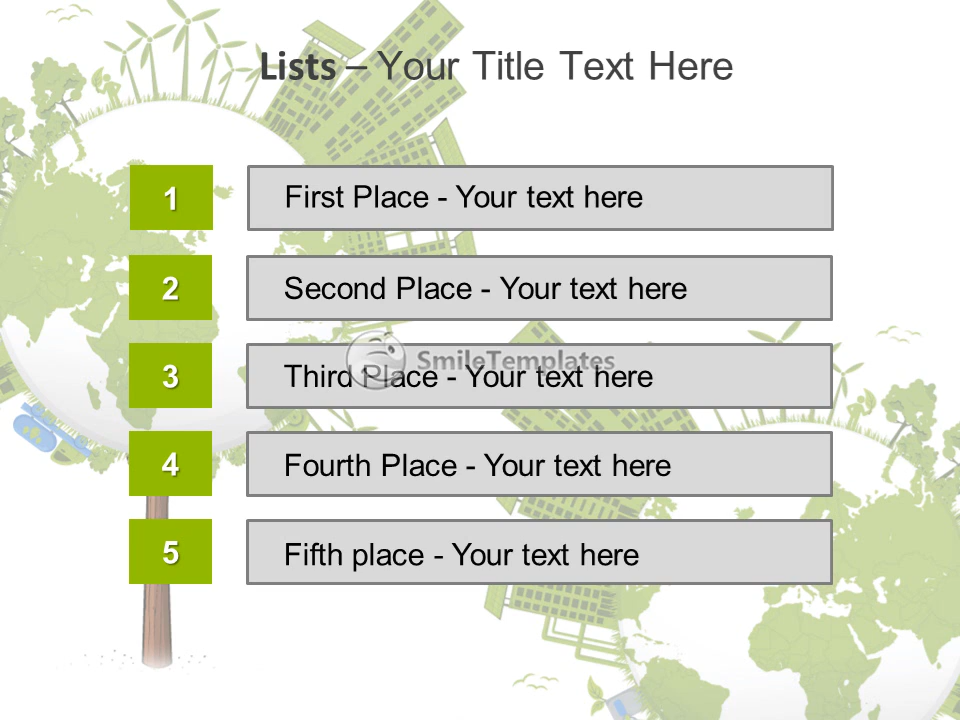 Lists – Your Title Text Here
1 First Place - Your text here
2 Second Place - Your text here
SmileTemplates
3 Third Place - Your text here
4 Fourth Place - Your text here
5 Fifth place - Your text here